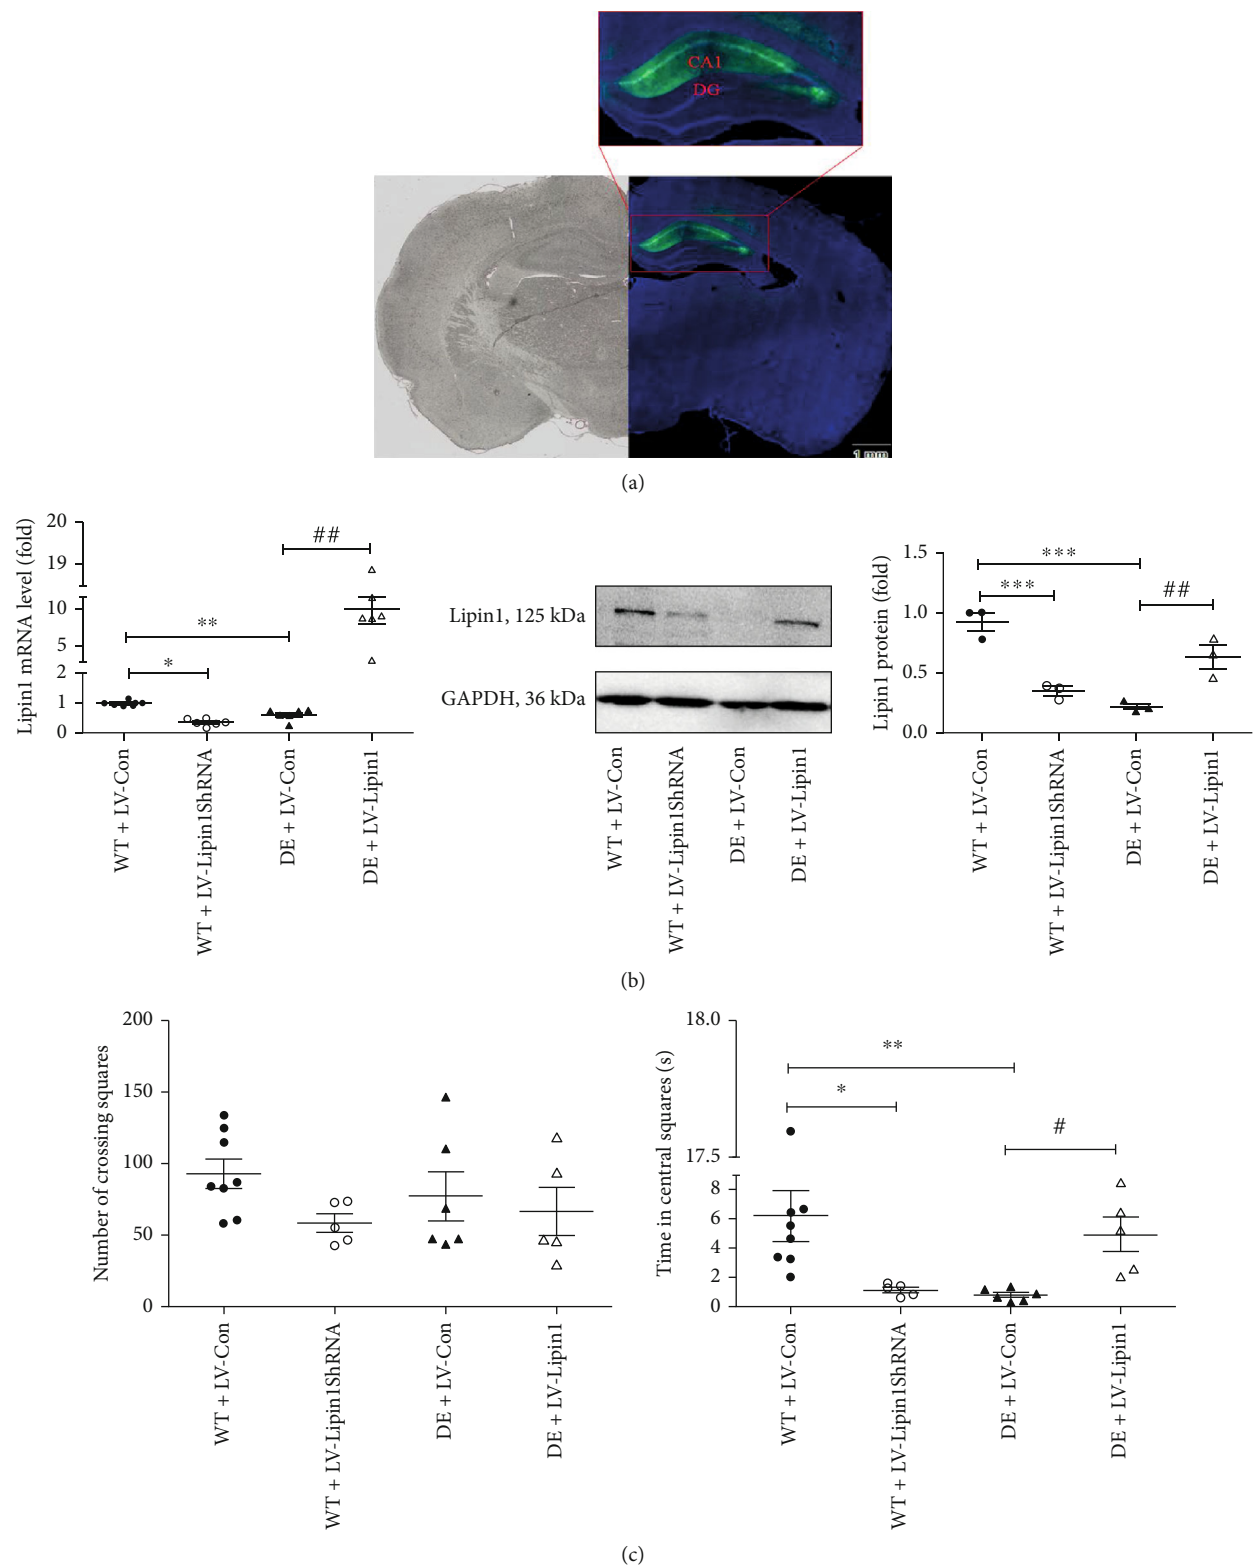 CA1
DG
1 mm
(a)
Lipin1 mRNA level (fold)
20
19
10
5
2
1
0
##
**
*
WT + LV-Con
WT + LV-Lipin1ShRNA
DE + LV-Con
DE + LV-Lipin1
Lipin1, 125 kDa
GAPDH, 36 kDa
WT + LV-Con
WT + LV-Lipin1ShRNA
DE + LV-Con
DE + LV-Lipin1
Lipin1 protein (fold)
1.5
1.0
0.5
0.0
***
***
##
WT + LV-Con
WT + LV-Lipin1ShRNA
DE + LV-Con
DE + LV-Lipin1
(b)
Number of crossing squares
200
150
100
50
0
WT + LV-Con
WT + LV-Lipin1ShRNA
DE + LV-Con
DE + LV-Lipin1
Time in central squares (s)
18.0
17.5
8
6
4
2
0
**
*
#
WT + LV-Con
WT + LV-Lipin1ShRNA
DE + LV-Con
DE + LV-Lipin1
(c)